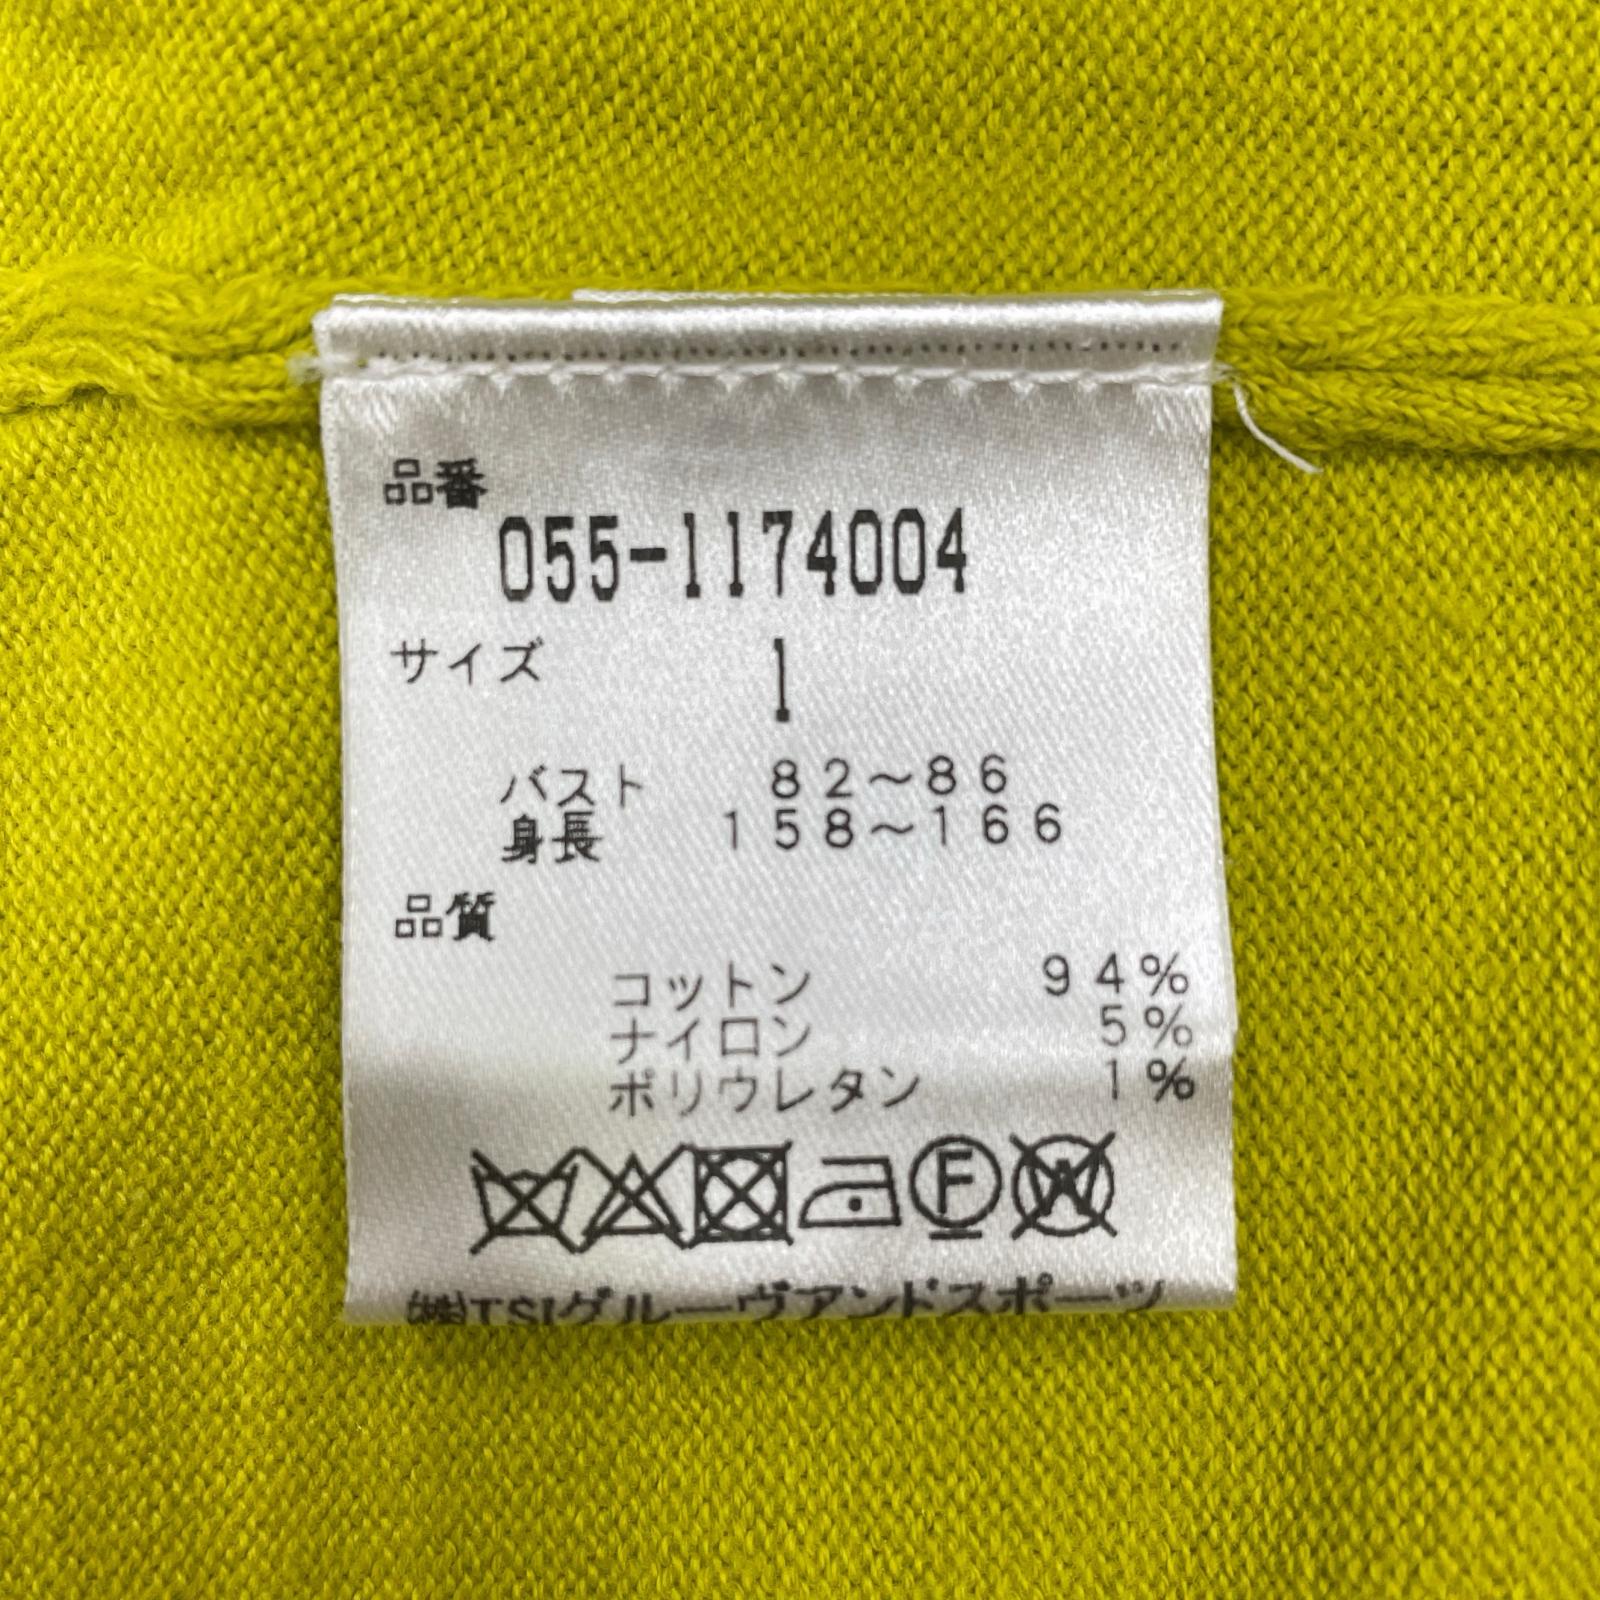 品番
055-1174004
サイズ 1
バスト 82～86
身長 158～166
品質
コットン 94%
ナイロン 5%
ポリウレタン 1%
F W
㈱TSIグルーヴアンドスポーツ